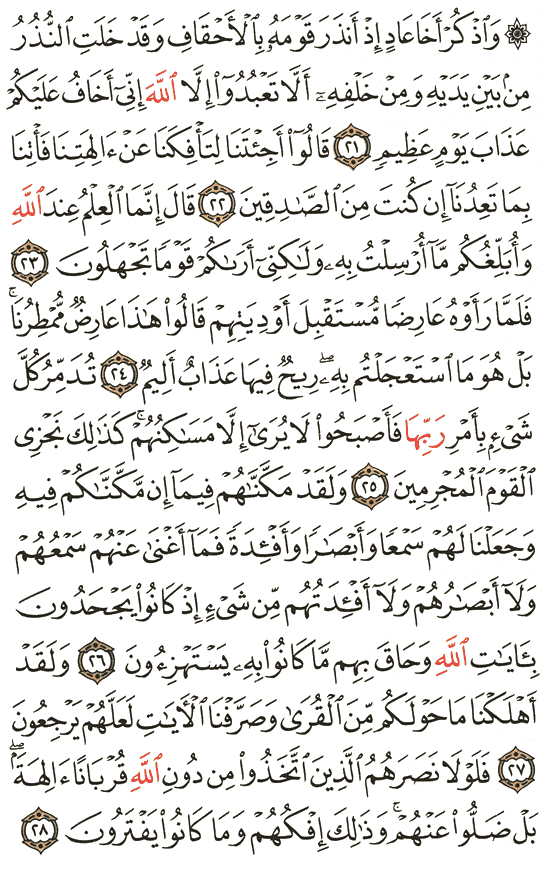 ۞ وَٱذۡكُرۡ أَخَا عَادٍ إِذۡ أَنذَرَ قَوۡمَهُۥ بِٱلۡأَحۡقَافِ وَقَدۡ خَلَتِ ٱلنُّذُرُ
مِنۢ بَيۡنِ يَدَيۡهِ وَمِنۡ خَلۡفِهِۦٓ أَلَّا تَعۡبُدُوٓاْ إِلَّا ٱللَّهَ إِنِّيٓ أَخَافُ عَلَيۡكُمۡ
عَذَابَ يَوۡمٍ عَظِيمٖ ٢١ قَالُوٓاْ أَجِئۡتَنَا لِتَأۡفِكَنَا عَنۡ ءَالِهَتِنَا فَأۡتِنَا
بِمَا تَعِدُنَآ إِن كُنتَ مِنَ ٱلصَّـٰدِقِينَ ٢٢ قَالَ إِنَّمَا ٱلۡعِلۡمُ عِندَ ٱللَّهِ
وَأُبَلِّغُكُم مَّآ أُرۡسِلۡتُ بِهِۦ وَلَـٰكِنِّيٓ أَرَىٰكُمۡ قَوۡمٗا تَجۡهَلُونَ ٢٣
فَلَمَّا رَأَوۡهُ عَارِضٗا مُّسۡتَقۡبِلَ أَوۡدِيَتِهِمۡ قَالُواْ هَـٰذَا عَارِضٞ مُّمۡطِرُنَاۚ
بَلۡ هُوَ مَا ٱسۡتَعۡجَلۡتُم بِهِۦۖ رِيحٞ فِيهَا عَذَابٌ أَلِيمٞ ٢٤ تُدَمِّرُ كُلَّ
شَيۡءِۭ بِأَمۡرِ رَبِّهَا فَأَصۡبَحُواْ لَا يُرَىٰٓ إِلَّا مَسَـٰكِنُهُمۡۚ كَذَٰلِكَ نَجۡزِي
ٱلۡقَوۡمَ ٱلۡمُجۡرِمِينَ ٢٥ وَلَقَدۡ مَكَّنَّـٰهُمۡ فِيمَآ إِن مَّكَّنَّـٰكُمۡ فِيهِ
وَجَعَلۡنَا لَهُمۡ سَمۡعٗا وَأَبۡصَـٰرٗا وَأَفۡـِٔدَةٗ فَمَآ أَغۡنَىٰ عَنۡهُمۡ سَمۡعُهُمۡ
وَلَآ أَبۡصَـٰرُهُمۡ وَلَآ أَفۡـِٔدَتُهُم مِّن شَيۡءٍ إِذۡ كَانُواْ يَجۡحَدُونَ
بِـَٔايَـٰتِ ٱللَّهِ وَحَاقَ بِهِم مَّا كَانُواْ بِهِۦ يَسۡتَهۡزِءُونَ ٢٦ وَلَقَدۡ
أَهۡلَكۡنَا مَا حَوۡلَكُم مِّنَ ٱلۡقُرَىٰ وَصَرَّفۡنَا ٱلۡأٓيَـٰتِ لَعَلَّهُمۡ يَرۡجِعُونَ
٢٧ فَلَوۡلَا نَصَرَهُمُ ٱلَّذِينَ ٱتَّخَذُواْ مِن دُونِ ٱللَّهِ قُرۡبَانًا ءَالِهَةَۢۖ
بَلۡ ضَلُّواْ عَنۡهُمۡۚ وَذَٰلِكَ إِفۡكُهُمۡ وَمَا كَانُواْ يَفۡتَرُونَ ٢٨